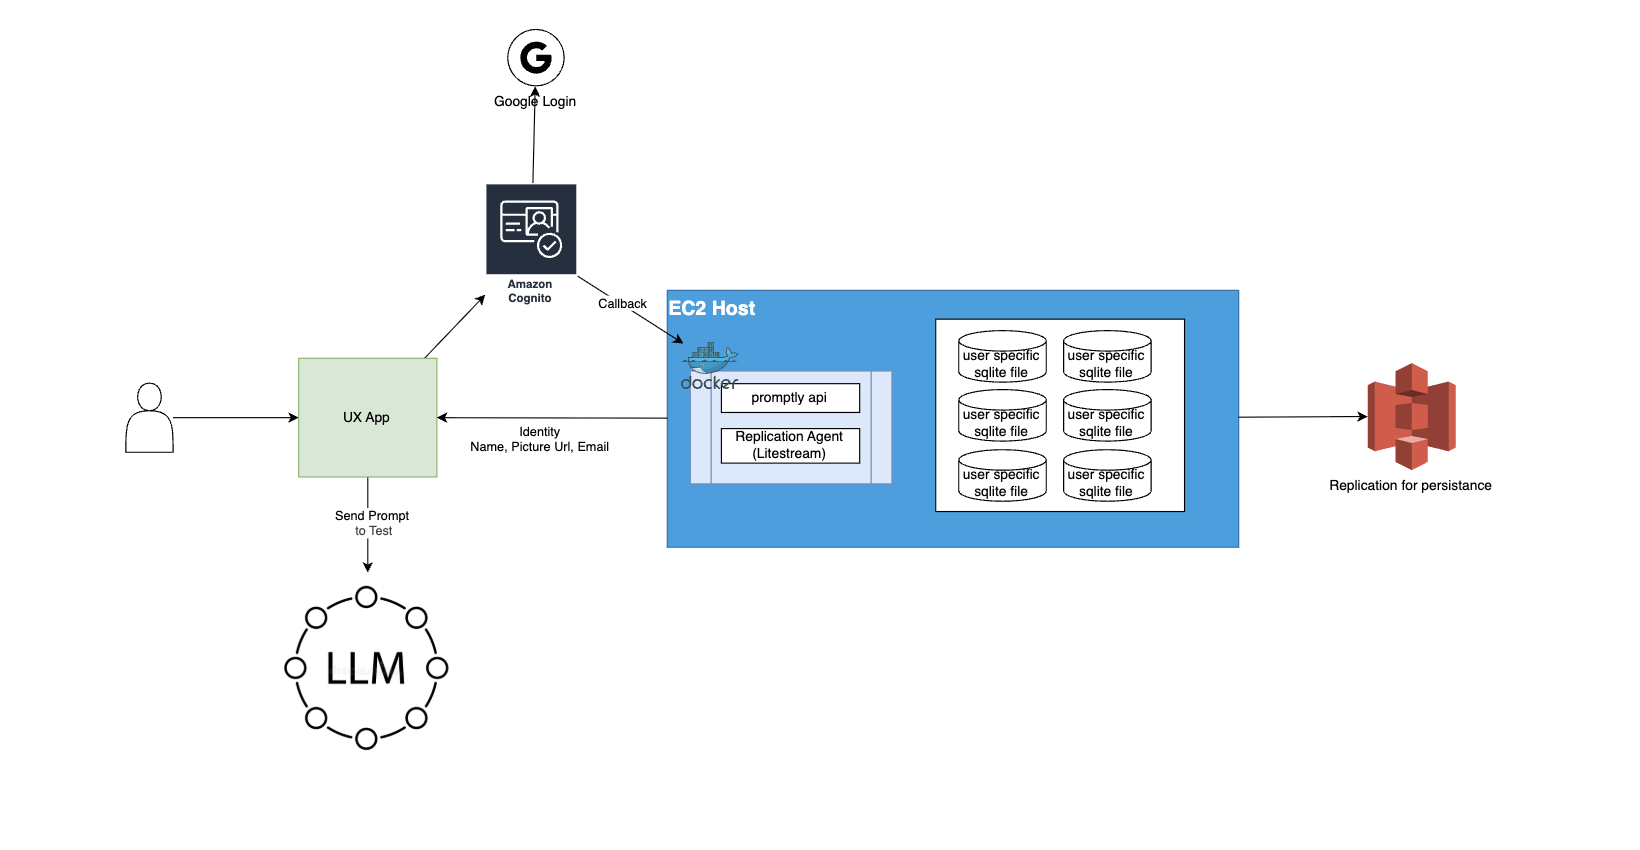 G
Google Login
Amazon
Cognito
Callback
EC2 Host
docker
promptly api
Replication Agent
(Litestream)
user specific
sqlite file
user specific
sqlite file
user specific
sqlite file
user specific
sqlite file
user specific
sqlite file
user specific
sqlite file
Replication for persistance
UX App
Identity
Name, Picture Url, Email
Send Prompt
to Test
LLM